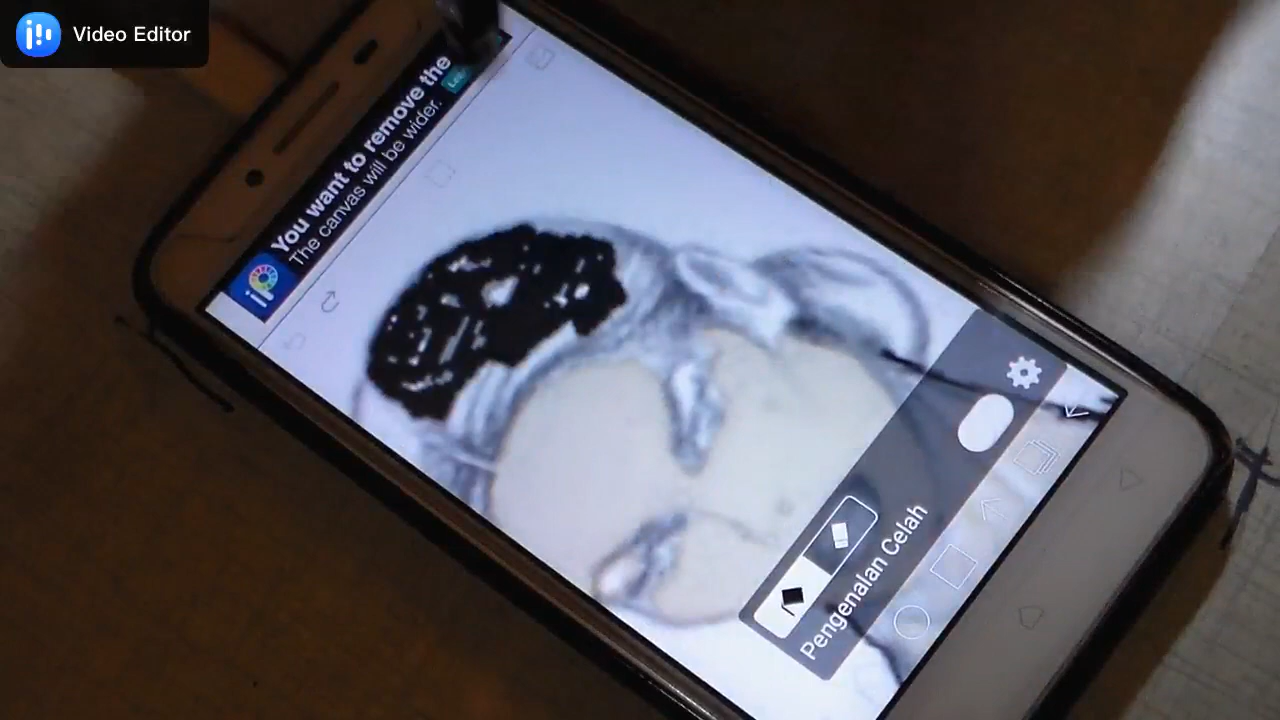 Video Editor
You want to remove the
The canvas will be wider.
Pengenalan Celah